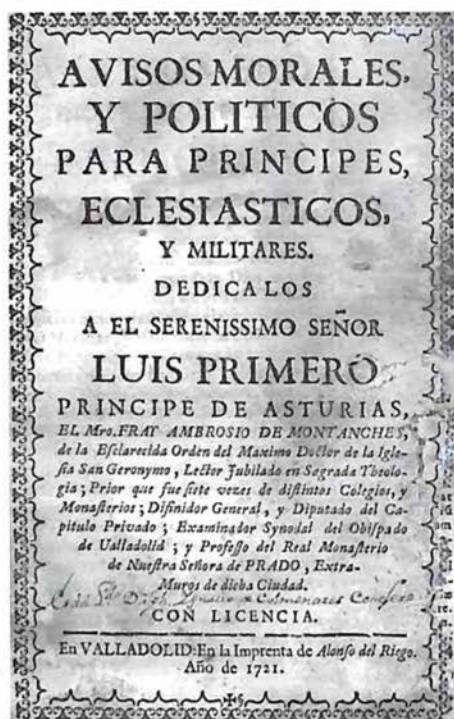 AVISOS MORALES,
Y POLITICOS
PARA PRINCIPES,
ECLESIASTICOS,
Y MILITARES.
DEDICALOS
A EL SERENISSIMO SEÑOR
LUIS PRIMERO
PRINCIPE DE ASTURIAS,
EL Mro. FRAY AMBROSIO DE MONTANCHES,
de la Esclarecida Orden del Maximo Doctor de la Igle-
sia San Geronymo, Lector Jubilado en Sagrada Theolo-
gia; Prior que fue siete vezes de distintos Colegios, y
Monasterios; Difinidor General, y Diputado del Ca-
pitulo Privado; Examinador Synodal del Obispado
de Ualladolid; y Professo del Real Monasterio
de Nuestra Señora de PRADO, Extra-
Muros de dicha Ciudad.
Ignacio Colmenares
CON LICENCIA.
En VALLADOLID: En la Imprenta de Alonso del Riego.
Año de 1721.